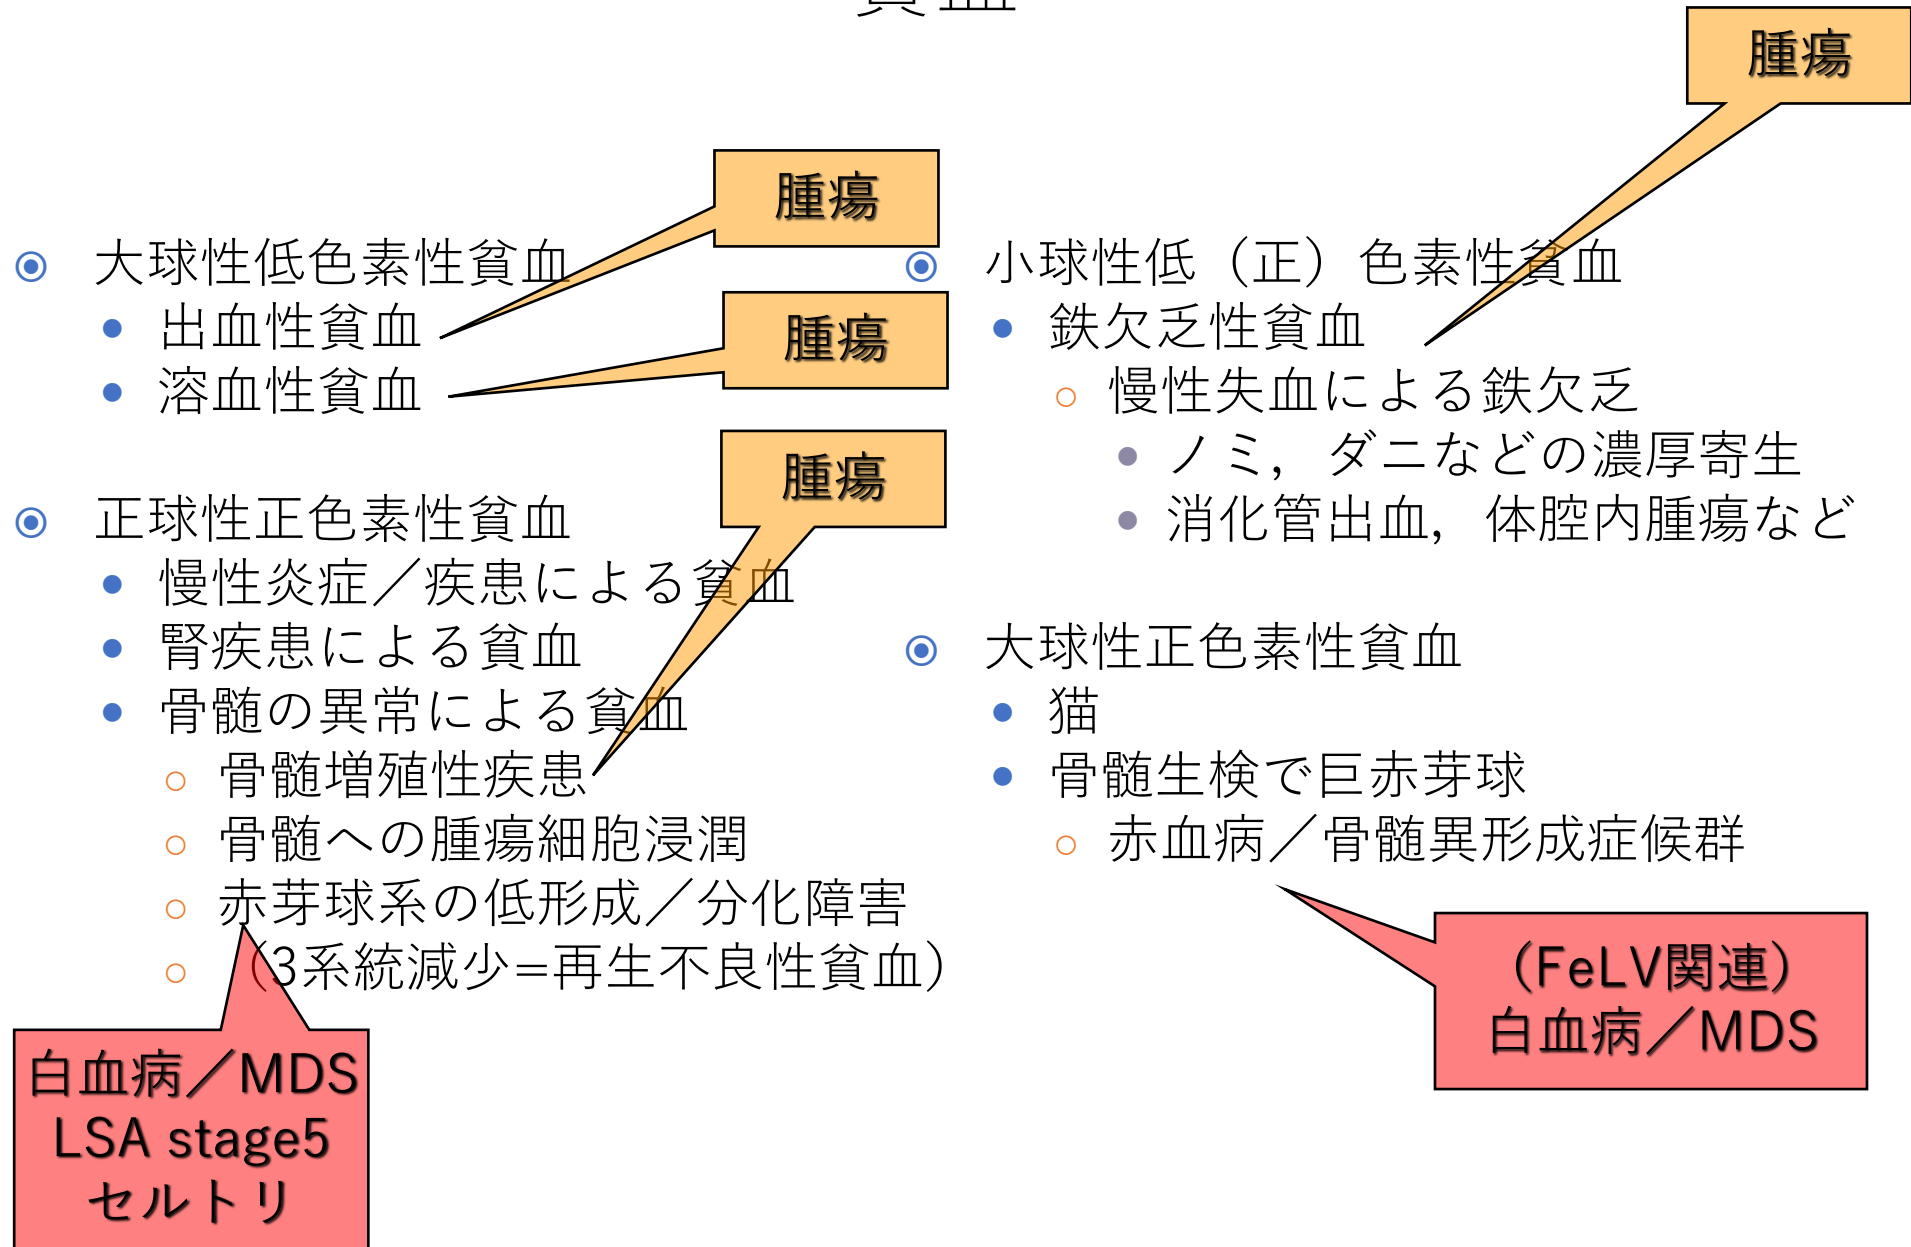 貧血
腫瘍
腫瘍
大球性低色素性貧血
出血性貧血
腫瘍
溶血性貧血
腫瘍
正球性正色素性貧血
慢性炎症／疾患による貧血
腎疾患による貧血
骨髄の異常による貧血
骨髄増殖性疾患
骨髄への腫瘍細胞浸潤
赤芽球系の低形成／分化障害
（3系統減少=再生不良性貧血）
白血病／MDS
LSA stage5
セルトリ
小球性低（正）色素性貧血
鉄欠乏性貧血
慢性失血による鉄欠乏
ノミ，ダニなどの濃厚寄生
消化管出血，体腔内腫瘍など
大球性正色素性貧血
猫
骨髄生検で巨赤芽球
赤血病／骨髄異形成症候群
（FeLV関連）
白血病／MDS